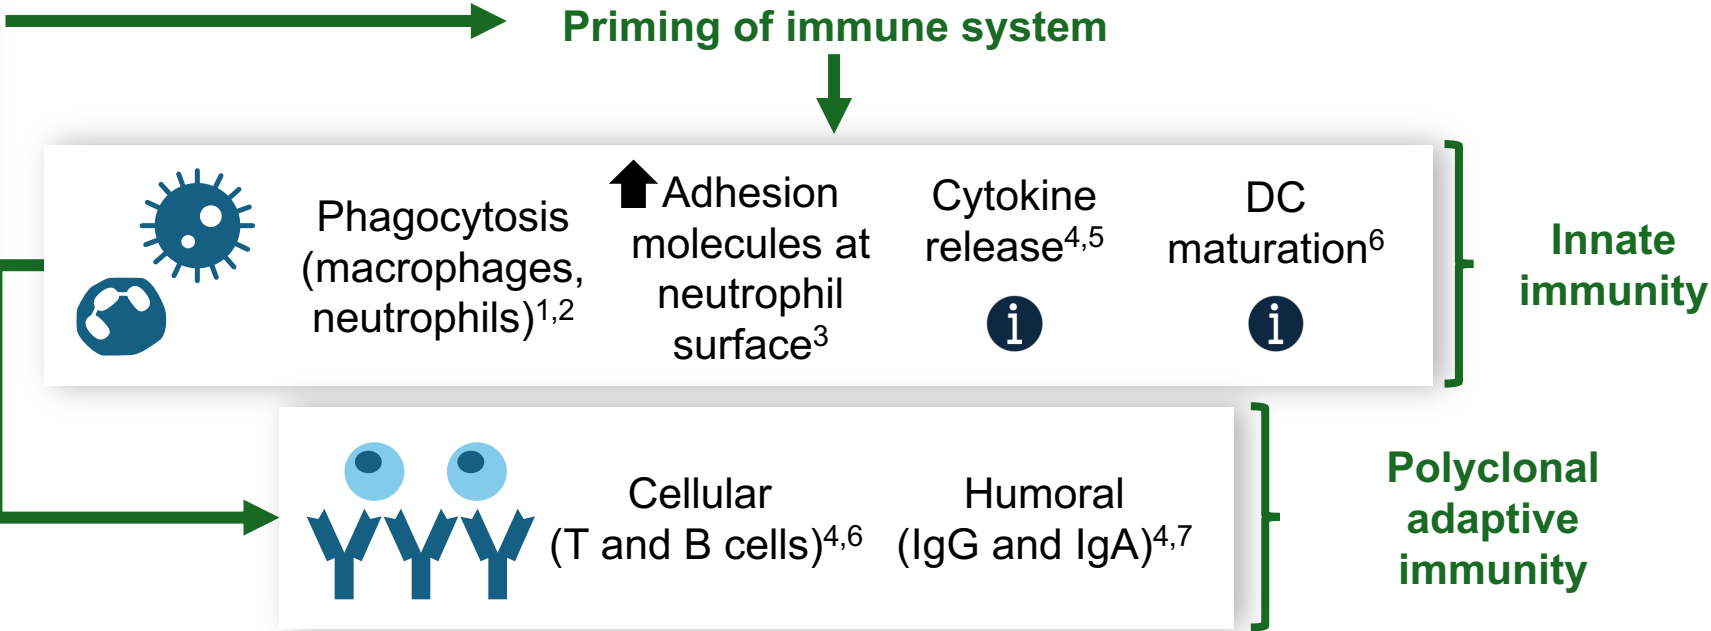 Priming of immune system
Phagocytosis
(macrophages,
neutrophils)1,2
Adhesion
molecules at
neutrophil
surface3
Cytokine
release4,5
i
DC
maturation6
i
Innate
immunity
Cellular
(T and B cells)4,6
Humoral
(IgG and IgA)4,7
Polyclonal
adaptive
immunity